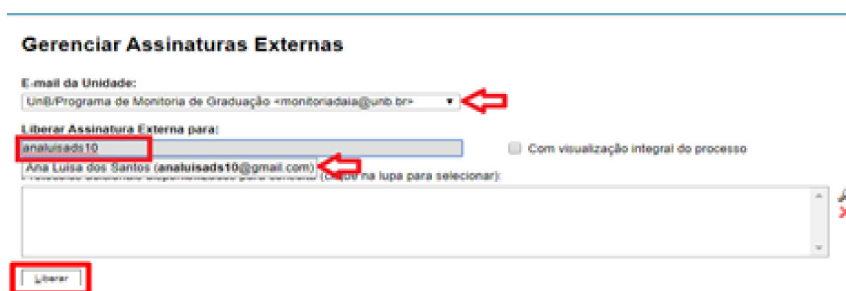 Gerenciar Assinaturas Externas
E-mail da Unidade:
UnB/Programa de Monitoria de Graduação <monitoriadaia@unb.br>
Liberar Assinatura Externa para:
analuisads10
Com visualização integral do processo
Ana Luisa dos Santos (analuisads10@gmail.com)
na lupa para selecionar):
Liberar